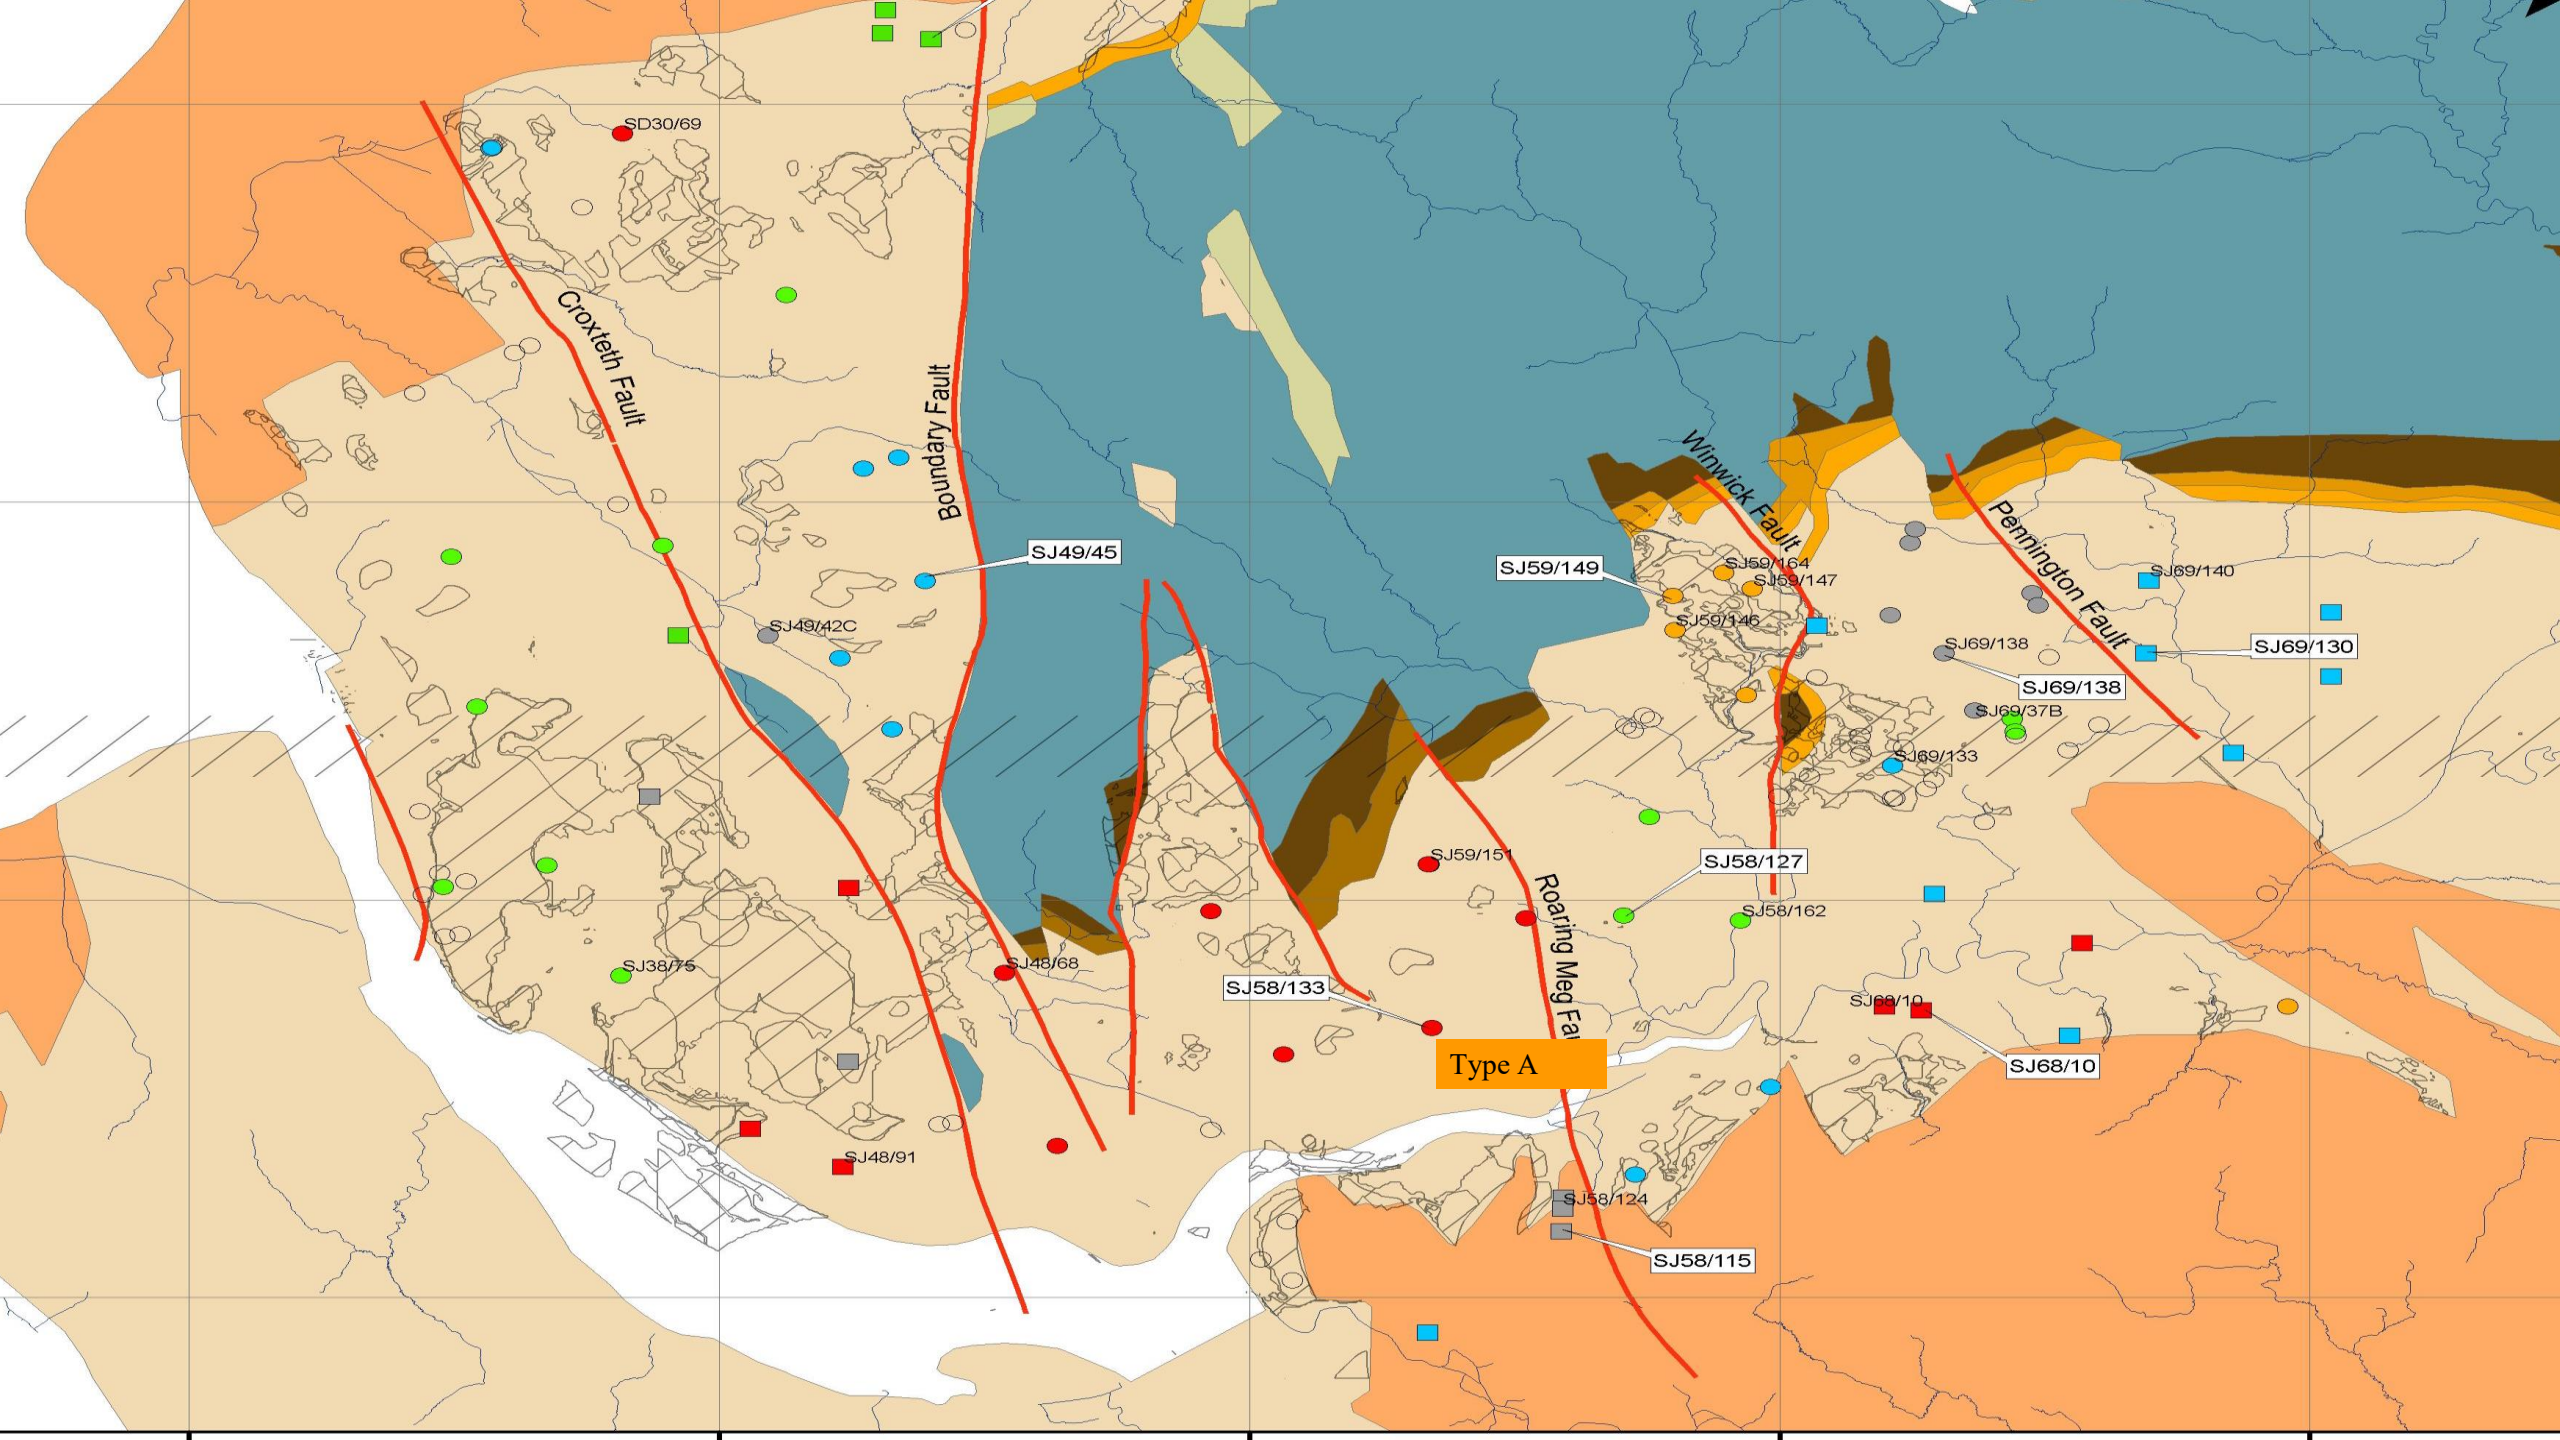 SD30/69
Croxteth Fault
Boundary Fault
Winwick Fault
Pennington Fault
SJ49/45
SJ59/149
SJ59/164
SJ59/147
SJ69/140
SJ49/42C
SJ59/146
SJ69/138
SJ69/130
SJ69/138
SJ69/37B
SJ69/133
SJ59/151
SJ58/127
Roaring Meg Fau
SJ58/162
SJ38/75
SJ48/68
SJ58/133
SJ68/10
Type A
SJ68/10
SJ48/91
SJ58/124
SJ58/115